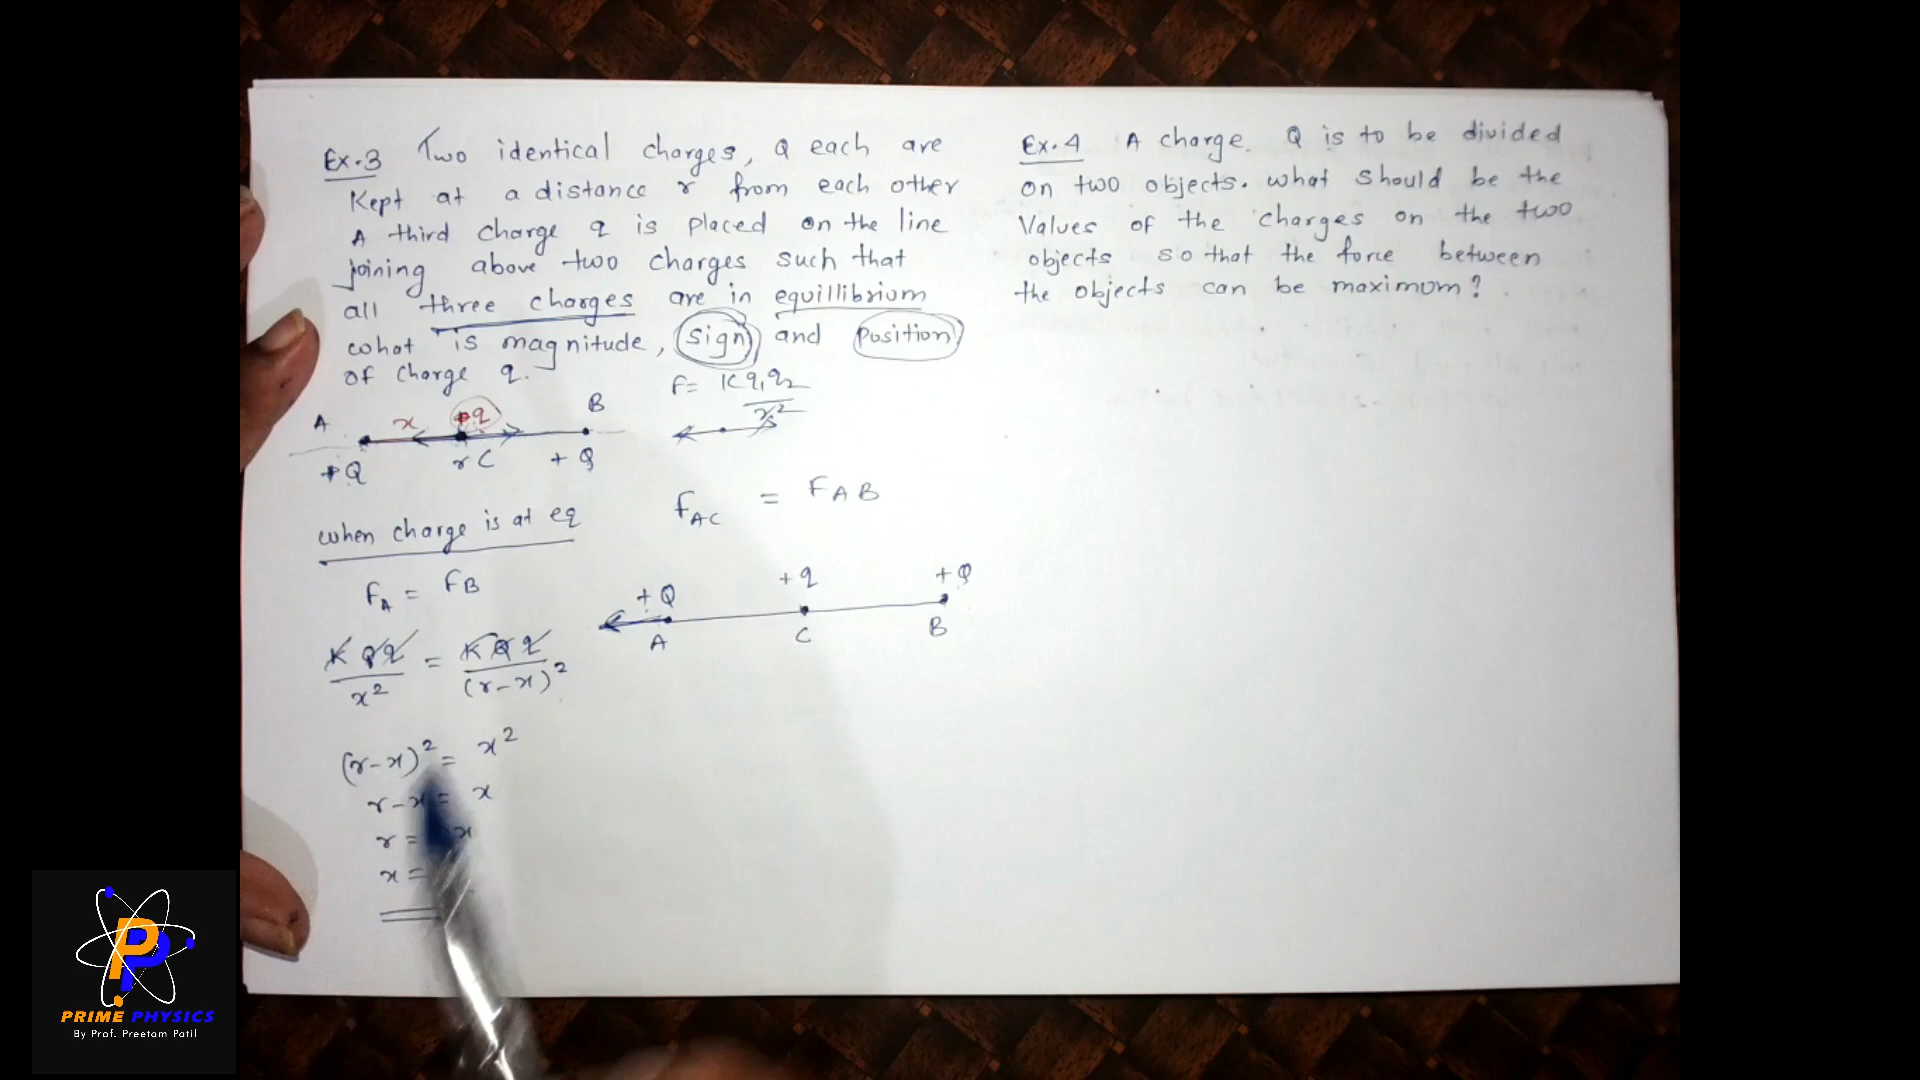 Ex.3 Two identical charges, Q each are
Kept at a distance r from each other
A third charge q is placed on the line
joining above two charges such that
all three charges are in equillibrium
what is magnitude, sign and position
of charge q.
F = K q1 q2
r2
A x +q B
+Q r C + Q
when charge is at eq
FA = FB
K Q q = K Q q
x2 (r-x)2
(r-x)2 = x2
r-x = x
r = x
x =
FAC = FAB
+Q +q +Q
A C B
Ex.4 A charge Q is to be divided
on two objects. what should be the
Values of the charges on the two
objects so that the force between
the objects can be maximum?
PRIME PHYSICS
By Prof. Preetam Patil